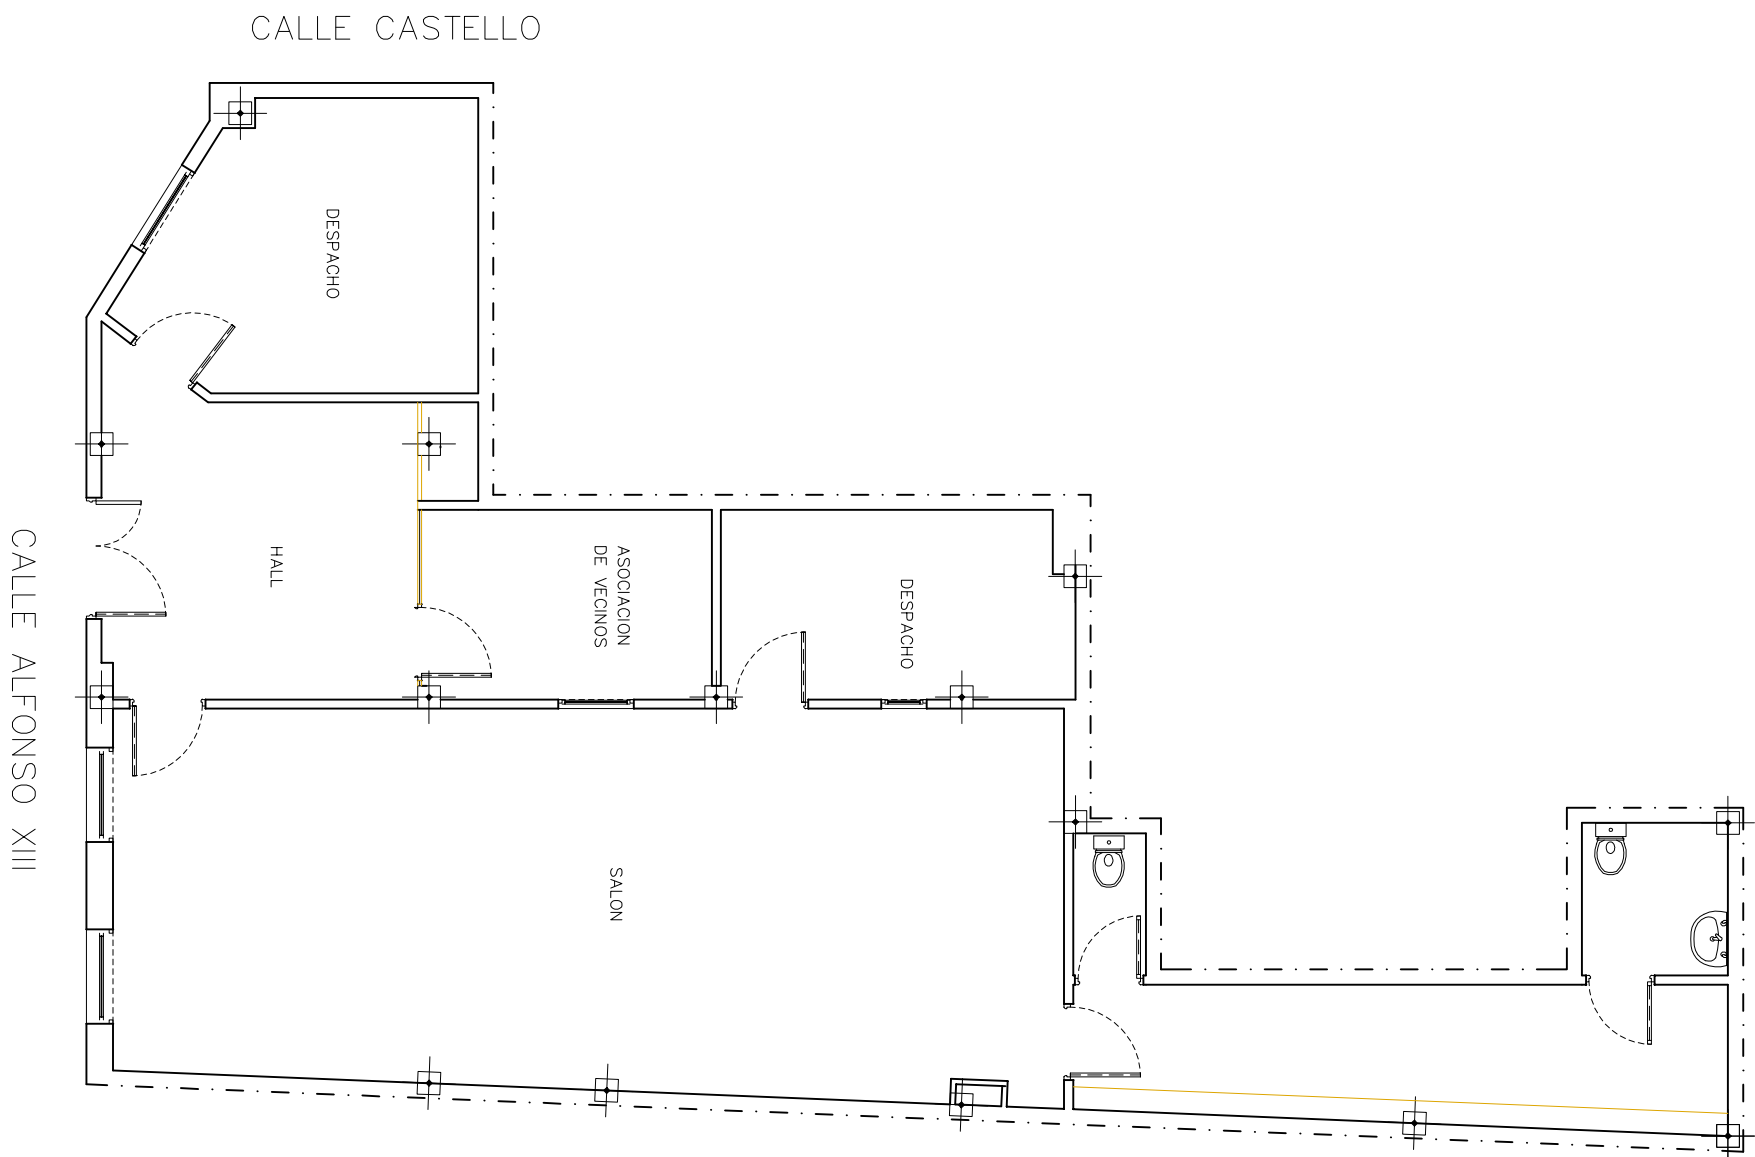 CALLE CASTELLO
DESPACHO
HALL
ASOCIACION
DE VECINOS
DESPACHO
CALLE ALFONSO XIII
SALON